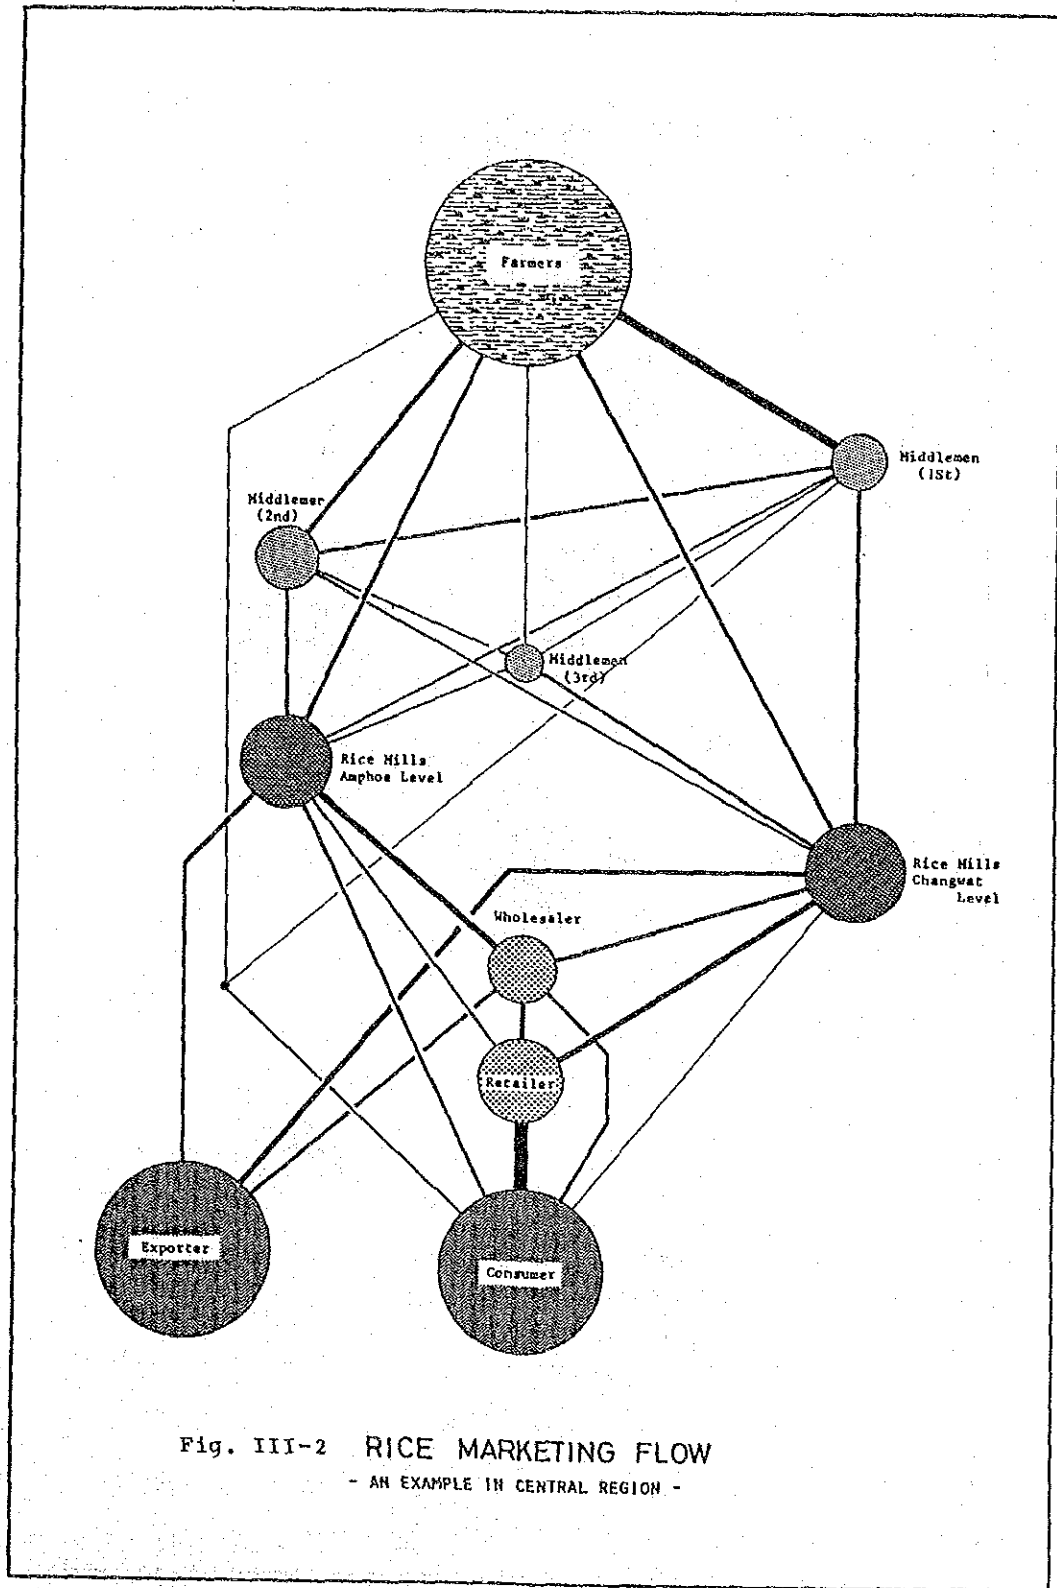 Farmers
Middlemen
(1St)
Middlemen
(2nd)
Middlemen
(3rd)
Rice Mills
Amphoe Level
Rice Mills
Changwat
Level
Wholesaler
Retailer
Exporter
Consumer
Fig. III-2 RICE MARKETING FLOW
- AN EXAMPLE IN CENTRAL REGION -